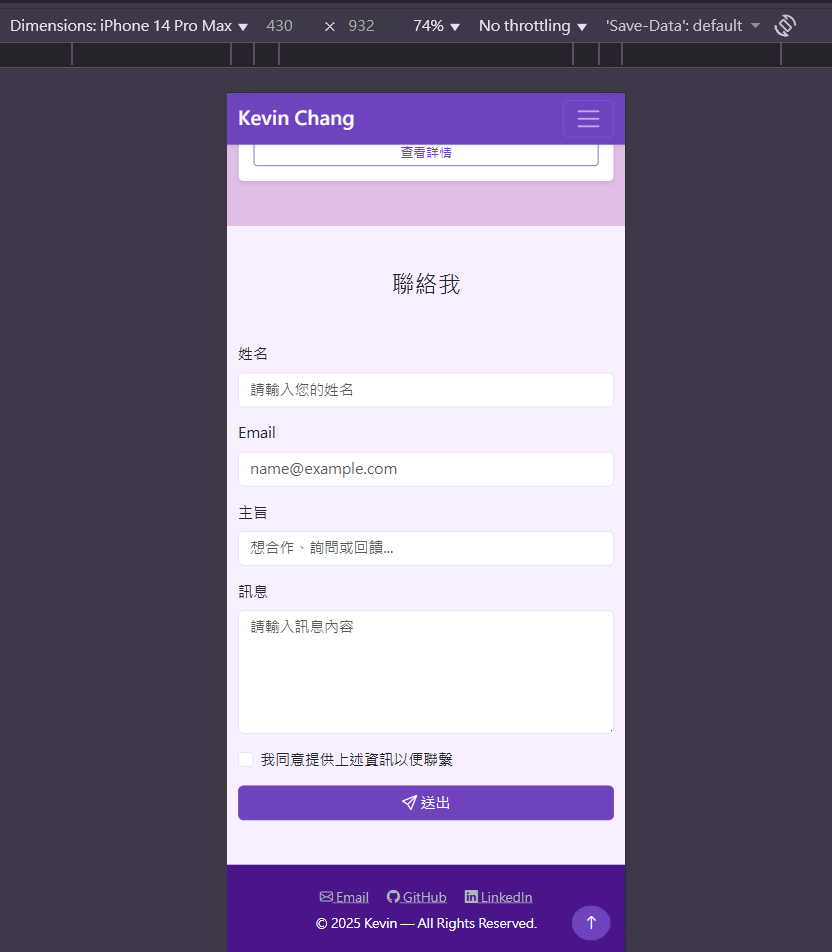 Dimensions: iPhone 14 Pro Max ▼ 430 × 932 74% ▼ No throttling ▼ 'Save-Data': default ▼
Kevin Chang
查看詳情
聯絡我
姓名
請輸入您的姓名
Email
name@example.com
主旨
想合作、詢問或回饋...
訊息
請輸入訊息內容
我同意提供上述資訊以便聯繫
送出
Email GitHub LinkedIn
© 2025 Kevin — All Rights Reserved.